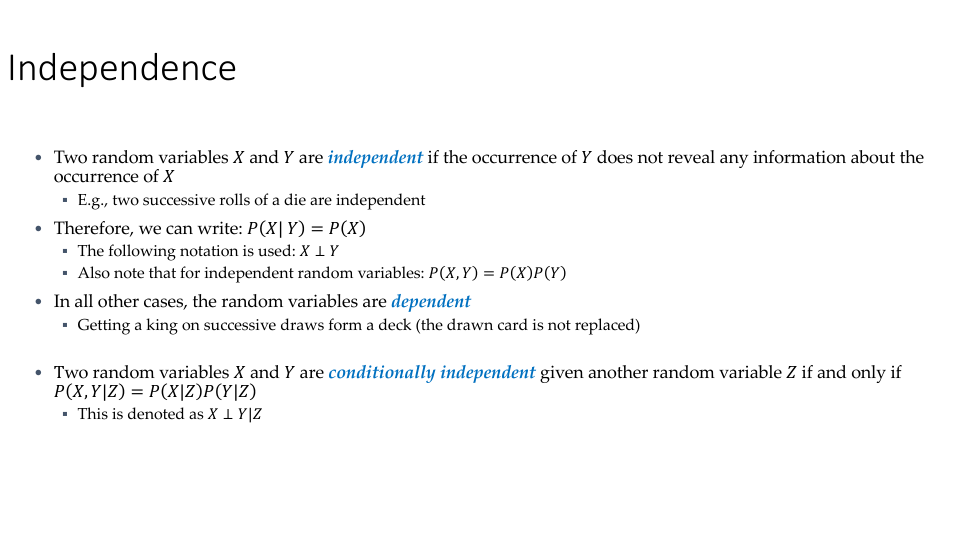 Independence
• Two random variables 𝑋 and 𝑌 are independent if the occurrence of 𝑌 does not reveal any information about the
occurrence of 𝑋
▪ E.g., two successive rolls of a die are independent
• Therefore, we can write: 𝑃(𝑋| 𝑌) = 𝑃(𝑋)
▪ The following notation is used: 𝑋 ⊥ 𝑌
▪ Also note that for independent random variables: 𝑃(𝑋, 𝑌) = 𝑃(𝑋)𝑃(𝑌)
• In all other cases, the random variables are dependent
▪ Getting a king on successive draws form a deck (the drawn card is not replaced)
• Two random variables 𝑋 and 𝑌 are conditionally independent given another random variable 𝑍 if and only if
𝑃(𝑋, 𝑌|𝑍) = 𝑃(𝑋|𝑍)𝑃(𝑌|𝑍)
▪ This is denoted as 𝑋 ⊥ 𝑌|𝑍